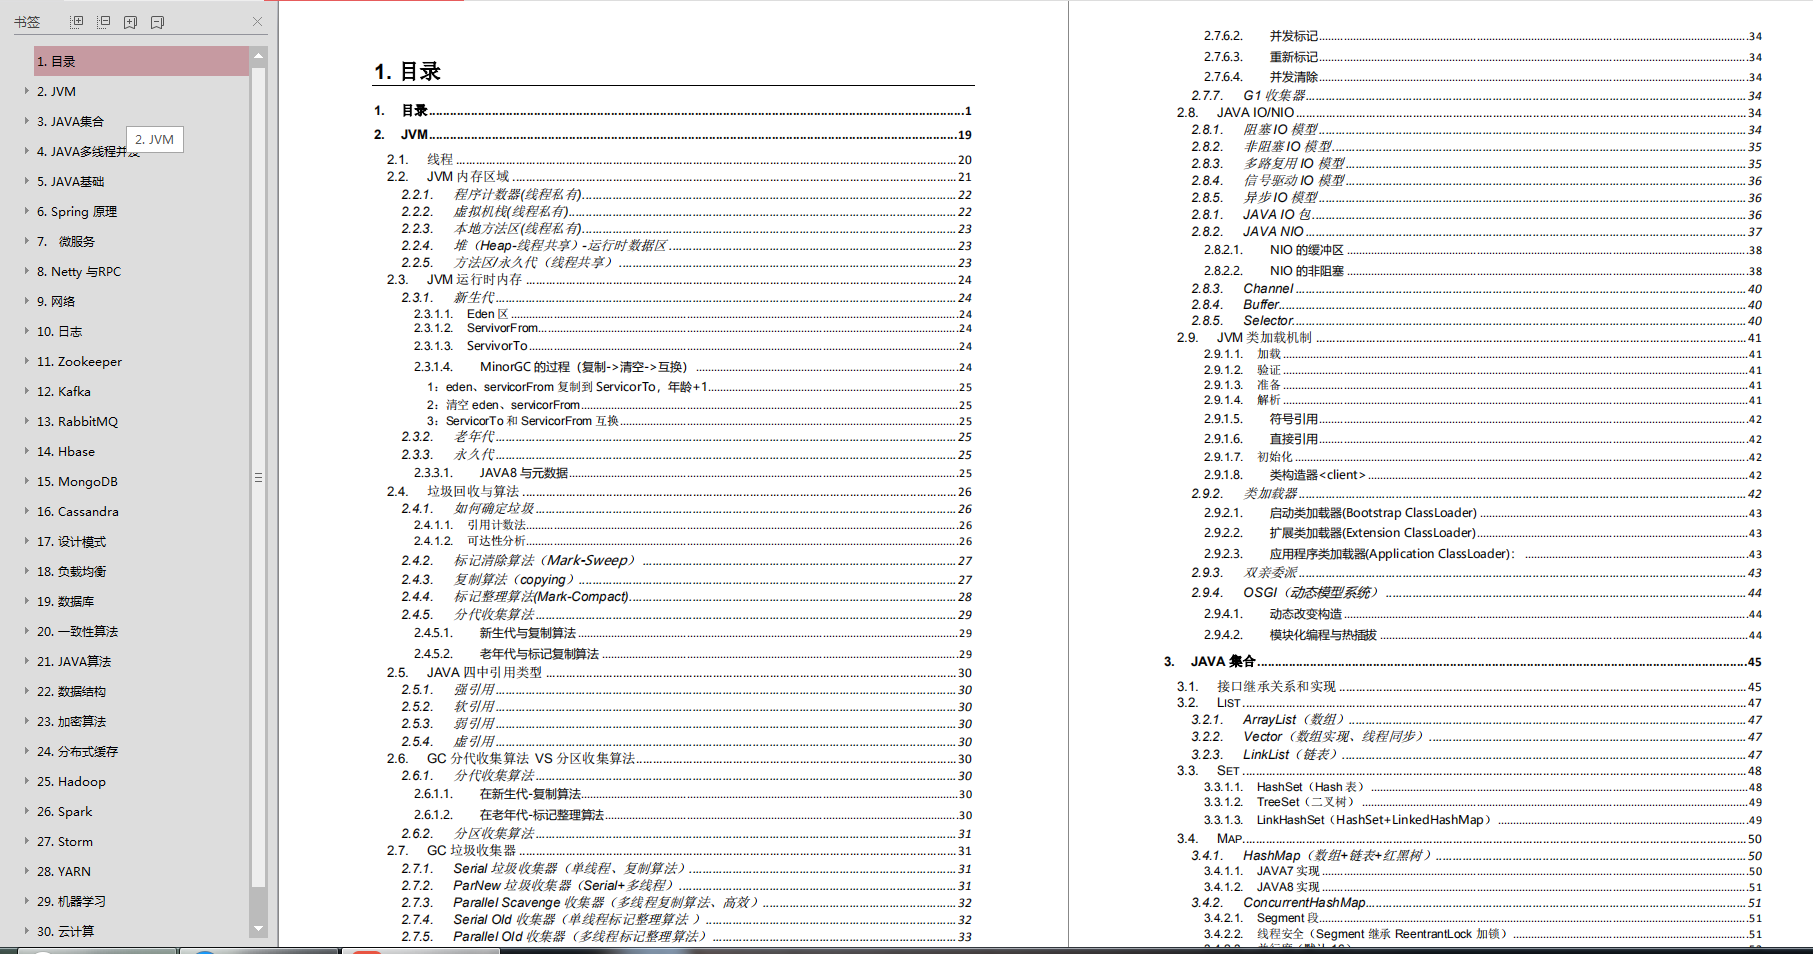 书签
1. 目录
2. JVM
3. JAVA集合
2. JVM
4. JAVA多线程并发
5. JAVA基础
6. Spring 原理
7. 微服务
8. Netty 与RPC
9. 网络
10. 日志
11. Zookeeper
12. Kafka
13. RabbitMQ
14. Hbase
15. MongoDB
16. Cassandra
17. 设计模式
18. 负载均衡
19. 数据库
20. 一致性算法
21. JAVA算法
22. 数据结构
23. 加密算法
24. 分布式缓存
25. Hadoop
26. Spark
27. Storm
28. YARN
29. 机器学习
30. 云计算
1. 目录
1. 目录 1
2. JVM 19
2.1. 线程 20
2.2. JVM 内存区域 21
2.2.1. 程序计数器(线程私有) 22
2.2.2. 虚拟机栈(线程私有) 22
2.2.3. 本地方法区(线程私有) 23
2.2.4. 堆（Heap-线程共享）-运行时数据区 23
2.2.5. 方法区/永久代（线程共享） 23
2.3. JVM 运行时内存 24
2.3.1. 新生代 24
2.3.1.1. Eden 区 24
2.3.1.2. ServivorFrom 24
2.3.1.3. ServivorTo 24
2.3.1.4. MinorGC 的过程（复制->清空->互换） 24
1：eden、servicorFrom 复制到 ServicorTo，年龄+1 25
2：清空 eden、servicorFrom 25
3：ServicorTo 和 ServicorFrom 互换 25
2.3.2. 老年代 25
2.3.3. 永久代 25
2.3.3.1. JAVA8 与元数据 25
2.4. 垃圾回收与算法 26
2.4.1. 如何确定垃圾 26
2.4.1.1. 引用计数法 26
2.4.1.2. 可达性分析 26
2.4.2. 标记清除算法（Mark-Sweep） 27
2.4.3. 复制算法（copying） 27
2.4.4. 标记整理算法(Mark-Compact) 28
2.4.5. 分代收集算法 29
2.4.5.1. 新生代与复制算法 29
2.4.5.2. 老年代与标记复制算法 29
2.5. JAVA 四中引用类型 30
2.5.1. 强引用 30
2.5.2. 软引用 30
2.5.3. 弱引用 30
2.5.4. 虚引用 30
2.6. GC 分代收集算法 VS 分区收集算法 30
2.6.1. 分代收集算法 30
2.6.1.1. 在新生代-复制算法 30
2.6.1.2. 在老年代-标记整理算法 30
2.6.2. 分区收集算法 31
2.7. GC 垃圾收集器 31
2.7.1. Serial 垃圾收集器（单线程、复制算法） 31
2.7.2. ParNew 垃圾收集器（Serial+多线程） 31
2.7.3. Parallel Scavenge 收集器（多线程复制算法、高效） 32
2.7.4. Serial Old 收集器（单线程标记整理算法 ） 32
2.7.5. Parallel Old 收集器（多线程标记整理算法） 33
2.7.6.2. 并发标记 34
2.7.6.3. 重新标记 34
2.7.6.4. 并发清除 34
2.7.7. G1 收集器 34
2.8. JAVA IO/NIO 34
2.8.1. 阻塞 IO 模型 34
2.8.2. 非阻塞 IO 模型 35
2.8.3. 多路复用 IO 模型 35
2.8.4. 信号驱动 IO 模型 36
2.8.5. 异步 IO 模型 36
2.8.1. JAVA IO 包 36
2.8.2. JAVA NIO 37
2.8.2.1. NIO 的缓冲区 38
2.8.2.2. NIO 的非阻塞 38
2.8.3. Channel 40
2.8.4. Buffer 40
2.8.5. Selector 40
2.9. JVM 类加载机制 41
2.9.1.1. 加载 41
2.9.1.2. 验证 41
2.9.1.3. 准备 41
2.9.1.4. 解析 41
2.9.1.5. 符号引用 42
2.9.1.6. 直接引用 42
2.9.1.7. 初始化 42
2.9.1.8. 类构造器<client> 42
2.9.2. 类加载器 42
2.9.2.1. 启动类加载器(Bootstrap ClassLoader) 43
2.9.2.2. 扩展类加载器(Extension ClassLoader) 43
2.9.2.3. 应用程序类加载器(Application ClassLoader)： 43
2.9.3. 双亲委派 43
2.9.4. OSGI（动态模型系统） 44
2.9.4.1. 动态改变构造 44
2.9.4.2. 模块化编程与热插拔 44
3. JAVA 集合 45
3.1. 接口继承关系和实现 45
3.2. LIST 47
3.2.1. ArrayList（数组） 47
3.2.2. Vector（数组实现、线程同步） 47
3.2.3. LinkList（链表） 47
3.3. SET 48
3.3.1.1. HashSet（Hash 表） 48
3.3.1.2. TreeSet（二叉树） 49
3.3.1.3. LinkHashSet（HashSet+LinkedHashMap） 49
3.4. MAP 50
3.4.1. HashMap（数组+链表+红黑树） 50
3.4.1.1. JAVA7 实现 50
3.4.1.2. JAVA8 实现 51
3.4.2. ConcurrentHashMap 51
3.4.2.1. Segment 段 51
3.4.2.2. 线程安全（Segment 继承 ReentrantLock 加锁） 51